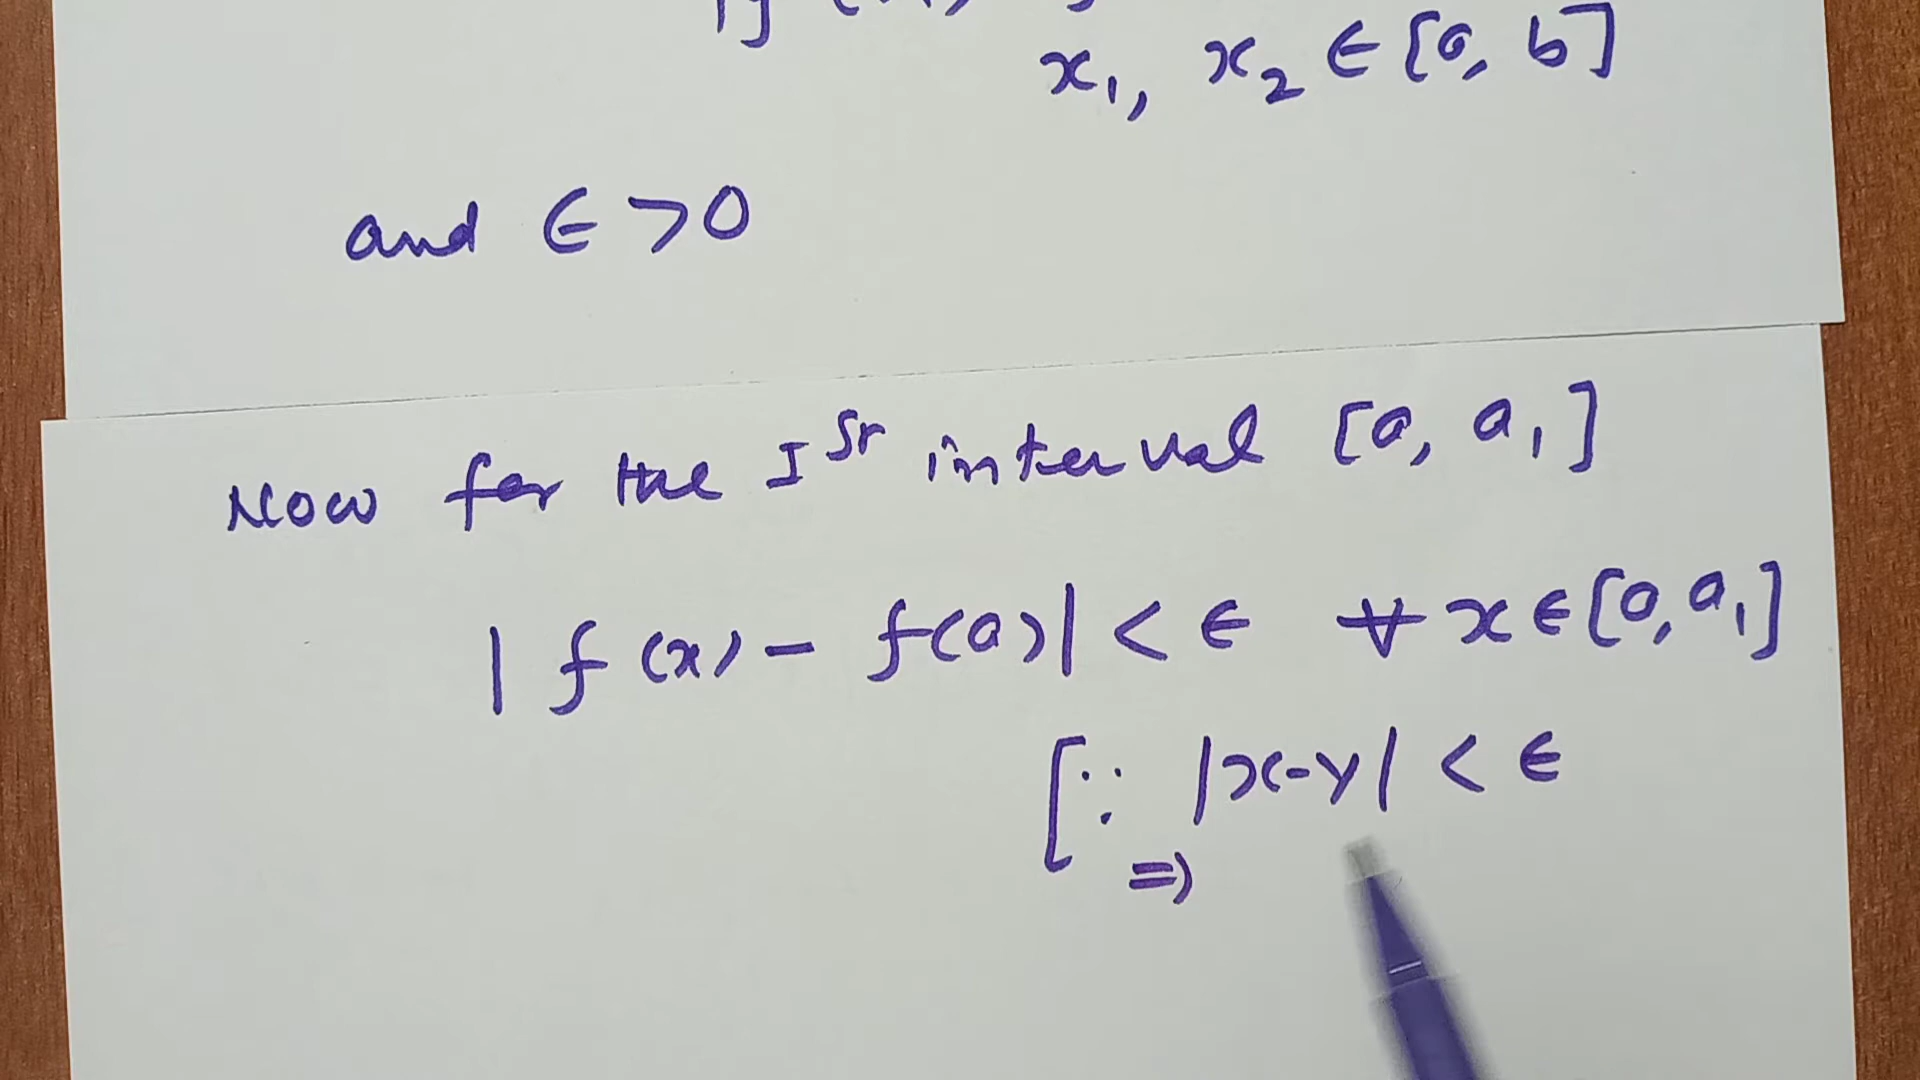 x₁, x₂ ∈ [a, b]
and ∈ > 0
Now for the Iˢᵗ interval [a, a₁]
|f(x) - f(a)| < ∈ ∀ x ∈ [a, a₁]
[∵ |x-y| < ∈
⇒